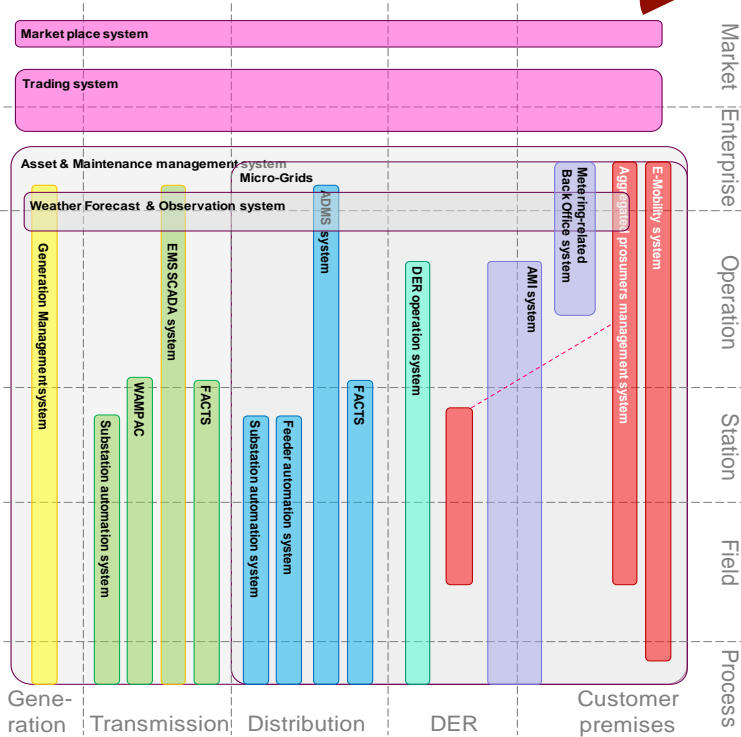 Market place system
Trading system
Asset & Maintenance management system
Micro-Grids
Weather Forecast & Observation system
Generation Management system
Substation automation system
WAMPAC
EMS SCADA system
FACTS
Substation automation system
Feeder automation system
ADMS system
FACTS
DER operation system
AMI system
Metering-related
Back Office system
Aggregated prosumers management system
E-Mobility system
Market
Enterprise
Operation
Station
Field
Process
Gene-
ration
Transmission
Distribution
DER
Customer
premises